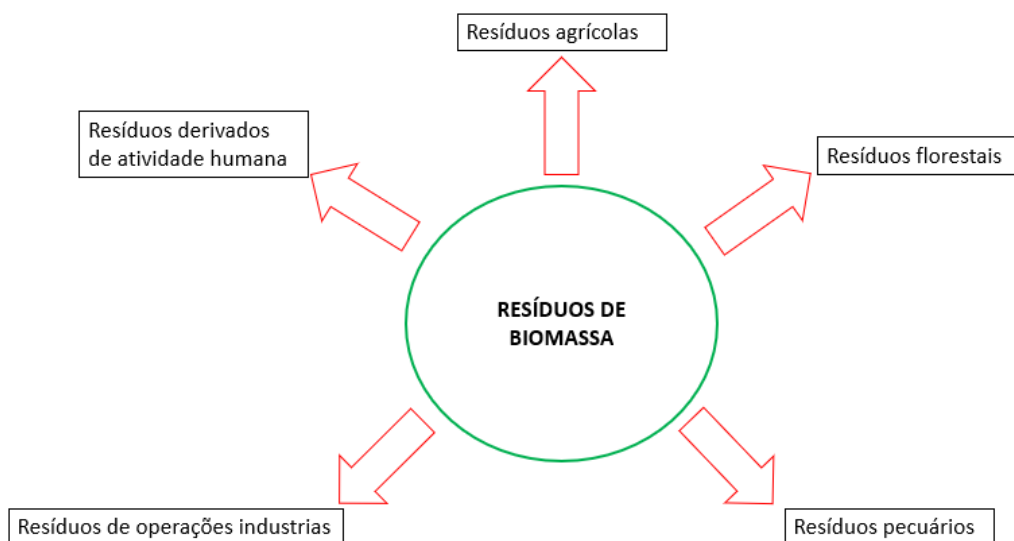 Resíduos agrícolas
Resíduos derivados
de atividade humana
Resíduos florestais
RESÍDUOS DE
BIOMASSA
Resíduos de operações industrias
Resíduos pecuários